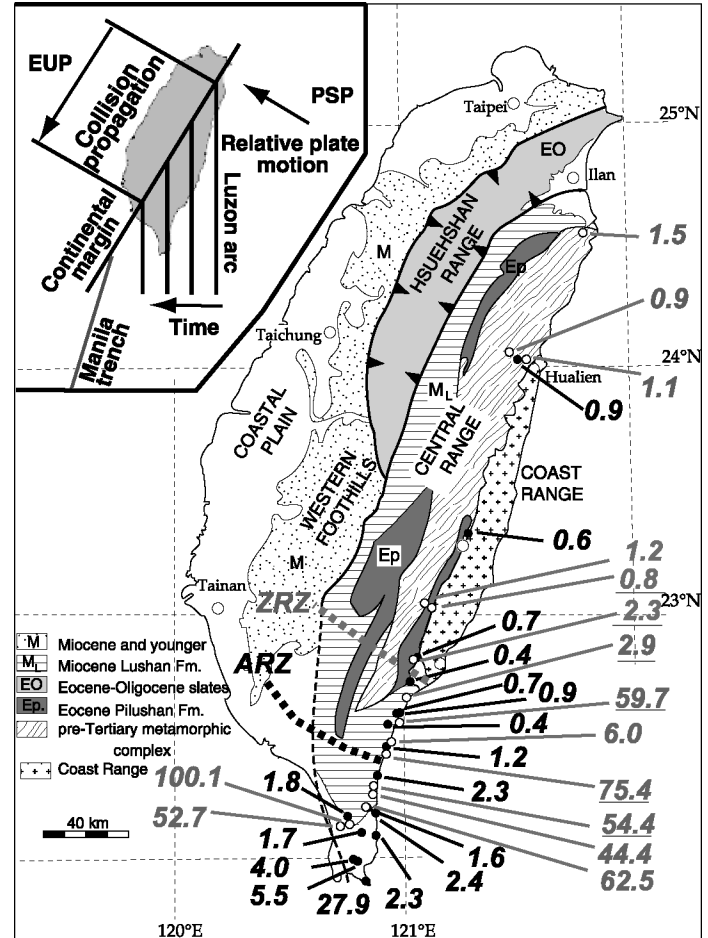 EUP
PSP
Collision
propagation
Relative plate
motion
Continental
margin
Luzon arc
Time
Manila
trench
Taipei
25°N
EO
Ilan
HSUEHSHAN
RANGE
M
Ep
1.5
0.9
Taichung
24°N
Hualien
1.1
ML
0.9
COASTAL
PLAIN
CENTRAL
RANGE
COAST
RANGE
WESTERN
FOOTHILLS
0.6
Ep
M
1.2
0.8
Tainan
ZRZ
23°N
2.3
0.7
M Miocene and younger
ML Miocene Lushan Fm.
EO Eocene-Oligocene slates
Ep. Eocene Pilushan Fm.
pre-Tertiary metamorphic
complex
Coast Range
ARZ
0.4
2.9
0.7
0.9
59.7
0.4
6.0
1.2
75.4
100.1
1.8
2.3
54.4
52.7
44.4
1.7
1.6
62.5
4.0
2.4
5.5
2.3
27.9
40 km
120°E
121°E